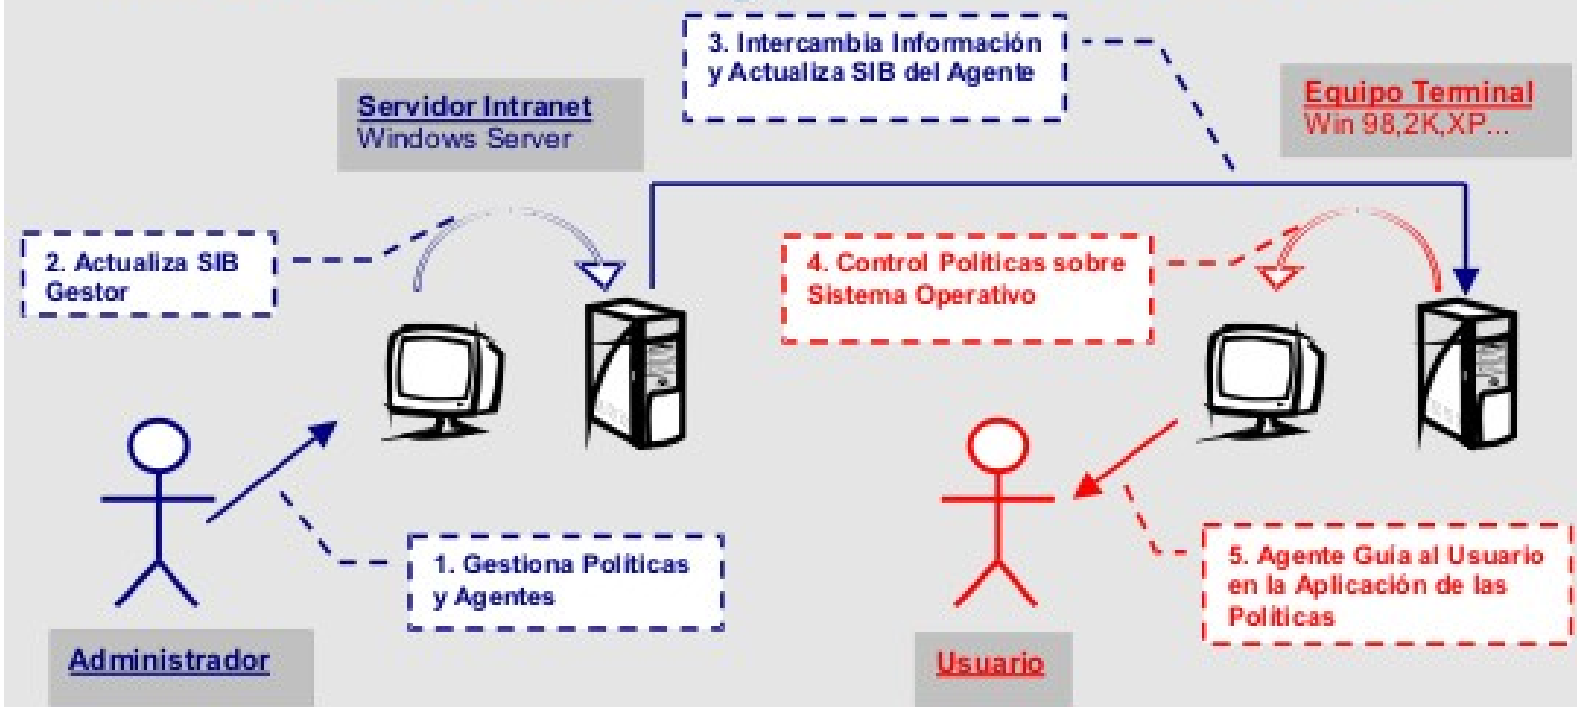 3. Intercambia Información
y Actualiza SIB del Agente
Servidor Intranet
Windows Server
Equipo Terminal
Win 98,2K,XP...
2. Actualiza SIB
Gestor
4. Control Políticas sobre
Sistema Operativo
1. Gestiona Políticas
y Agentes
5. Agente Guía al Usuario
en la Aplicación de las
Políticas
Administrador
Usuario